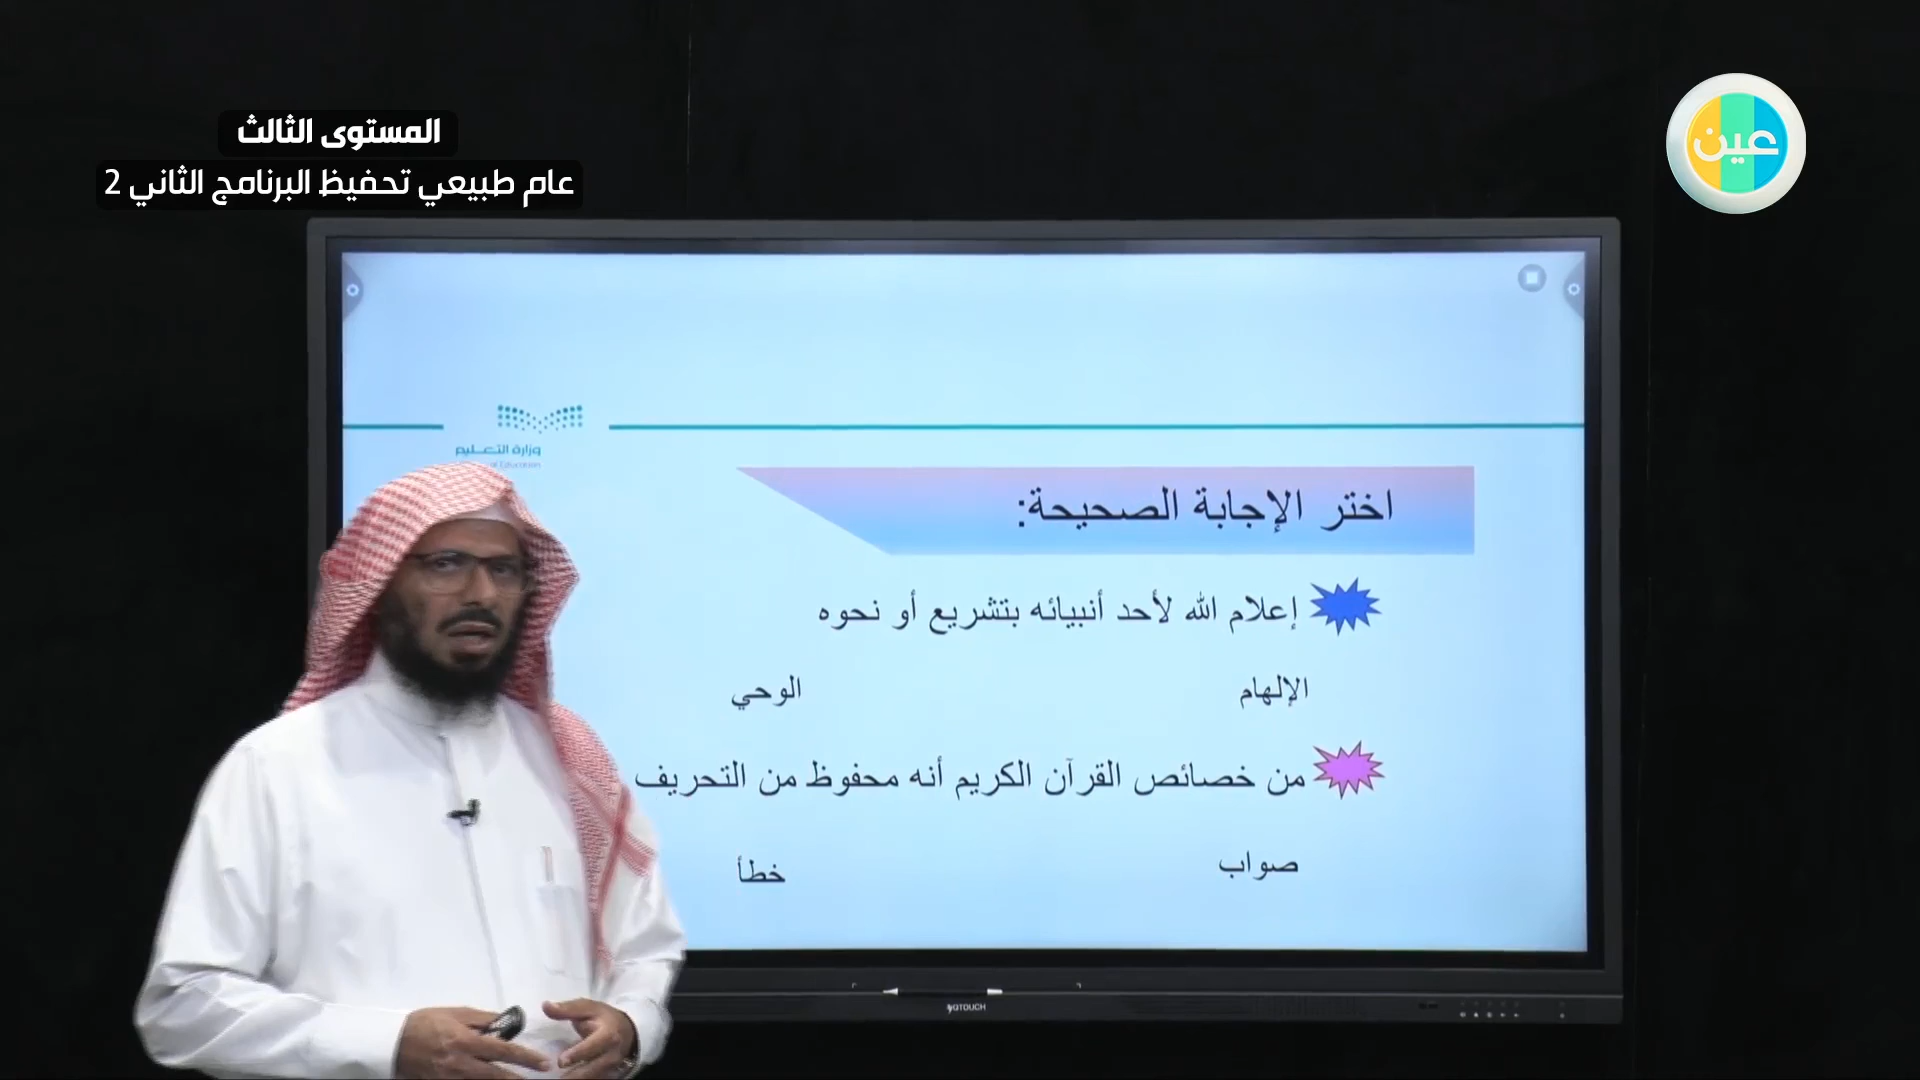 المستوى الثالث
عام طبيعي تحفيظ البرنامج الثاني 2
عين
وزارة التعليم
Education
اختر الإجابة الصحيحة:
إعلام الله لأحد أنبيائه بتشريع أو نحوه
الإلهام الوحي
من خصائص القرآن الكريم أنه محفوظ من التحريف
صواب خطأ